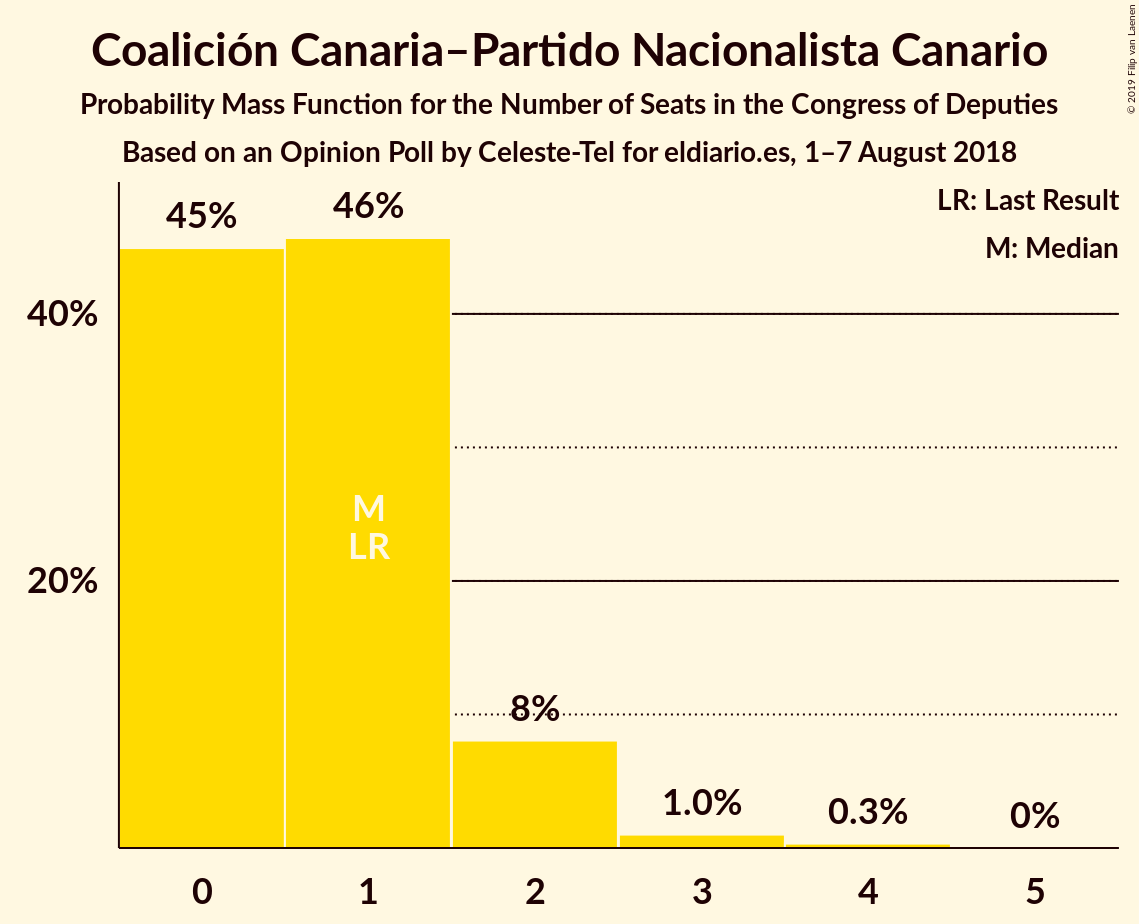 Coalición Canaria–Partido Nacionalista Canario
Probability Mass Function for the Number of Seats in the Congress of Deputies
Based on an Opinion Poll by Celeste-Tel for eldiario.es, 1–7 August 2018
© 2019 Filip van Laenen
LR: Last Result
M: Median
45%
46%
8%
1.0%
0.3%
0%
40%
20%
M
LR
0
1
2
3
4
5